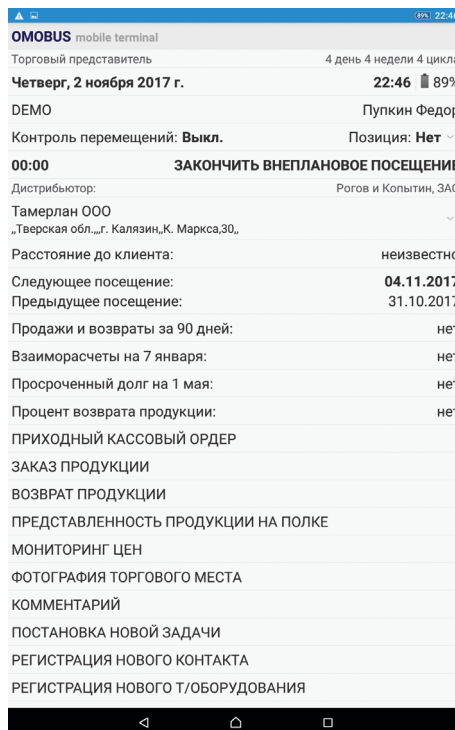 89% 22:46
OMOBUS mobile terminal
Торговый представитель 4 день 4 недели 4 цикла
Четверг, 2 ноября 2017 г. 22:46 89%
DEMO Пупкин Федор
Контроль перемещений: Выкл. Позиция: Нет
00:00 ЗАКОНЧИТЬ ВНЕПЛАНОВОЕ ПОСЕЩЕНИЕ
Дистрибьютор: Рогов и Копытин, ЗАО
Тамерлан ООО
,,Тверская обл.,,,г. Калязин,,К. Маркса,30,,
Расстояние до клиента: неизвестно
Следующее посещение: 04.11.2017
Предыдущее посещение: 31.10.2017
Продажи и возвраты за 90 дней: нет
Взаиморасчеты на 7 января: нет
Просроченный долг на 1 мая: нет
Процент возврата продукции: нет
ПРИХОДНЫЙ КАССОВЫЙ ОРДЕР
ЗАКАЗ ПРОДУКЦИИ
ВОЗВРАТ ПРОДУКЦИИ
ПРЕДСТАВЛЕННОСТЬ ПРОДУКЦИИ НА ПОЛКЕ
МОНИТОРИНГ ЦЕН
ФОТОГРАФИЯ ТОРГОВОГО МЕСТА
КОММЕНТАРИЙ
ПОСТАНОВКА НОВОЙ ЗАДАЧИ
РЕГИСТРАЦИЯ НОВОГО КОНТАКТА
РЕГИСТРАЦИЯ НОВОГО Т/ОБОРУДОВАНИЯ